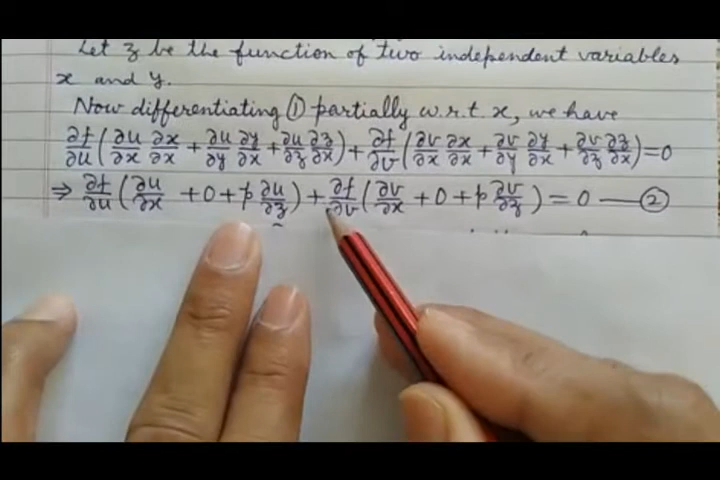 Let z be the function of two independent variables
x and y.
Now differentiating ① partially w.r.t. x, we have
∂f/∂u (∂u/∂x ∂x/∂x + ∂u/∂y ∂y/∂x + ∂u/∂z ∂z/∂x) + ∂f/∂v (∂v/∂x ∂x/∂x + ∂v/∂y ∂y/∂x + ∂v/∂z ∂z/∂x) = 0
⇒ ∂f/∂u (∂u/∂x + 0 + p ∂u/∂z) + ∂f/∂v (∂v/∂x + 0 + p ∂v/∂z) = 0 — ②